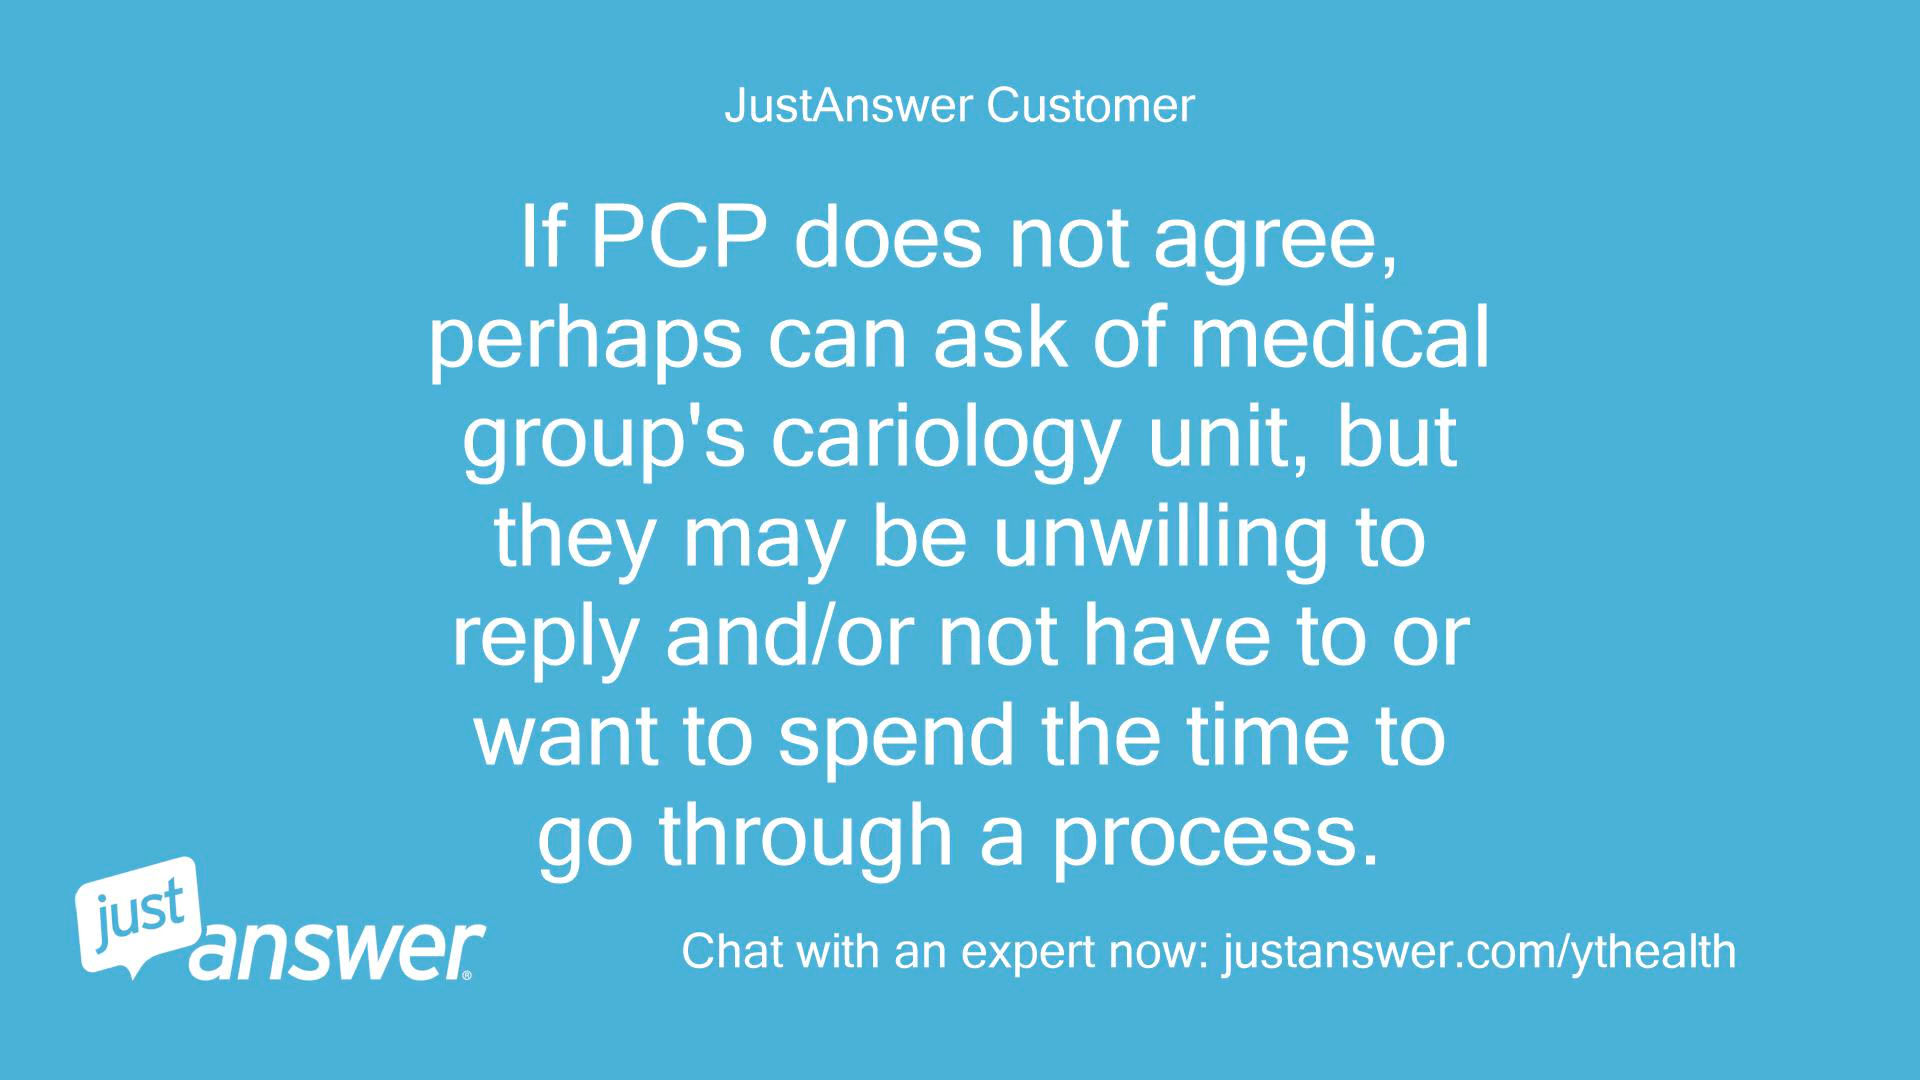 JustAnswer Customer
If PCP does not agree,
perhaps can ask of medical
group's cariology unit, but
they may be unwilling to
reply and/or not have to or
want to spend the time to
go through a process.
just
answer®
Chat with an expert now: justanswer.com/ythealth